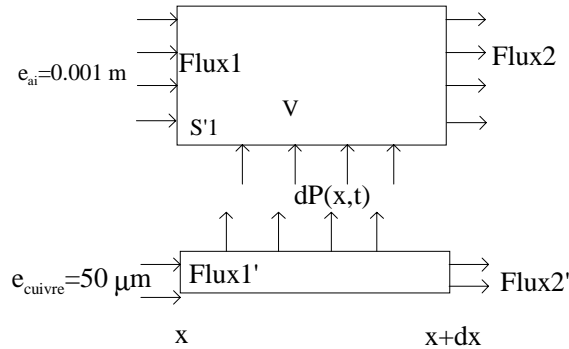 Flux1
Flux2
e_ai=0.001 m
V
S'1
dP(x,t)
Flux1'
e_cuivre=50 μm
Flux2'
x
x+dx